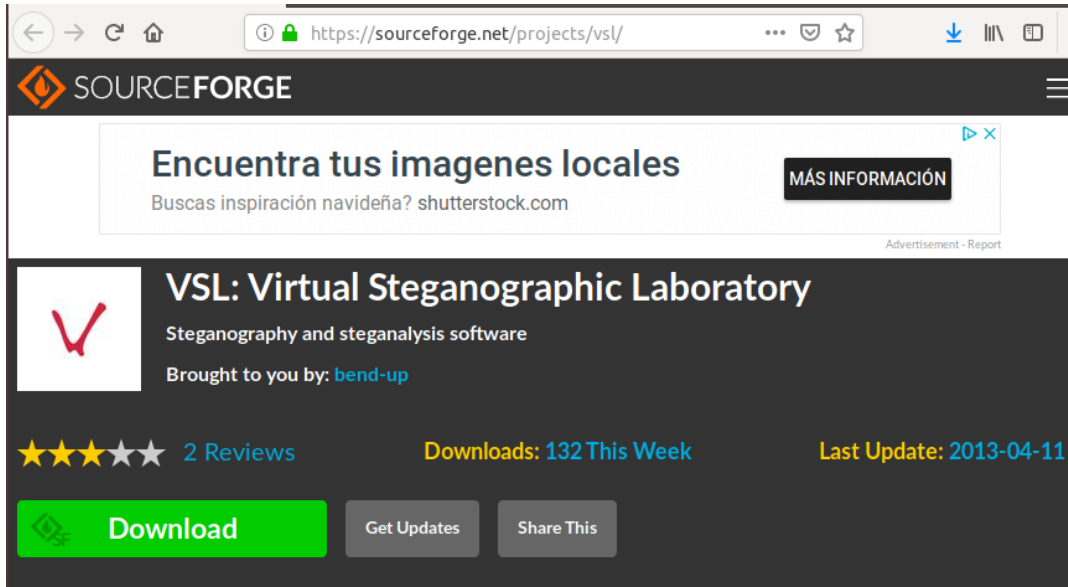 https://sourceforge.net/projects/vsl/
SOURCEFORGE
Encuentra tus imagenes locales
Buscas inspiración navideña? shutterstock.com
MÁS INFORMACIÓN
Advertisement - Report
VSL: Virtual Steganographic Laboratory
Steganography and steganalysis software
Brought to you by: bend-up
2 Reviews
Downloads: 132 This Week
Last Update: 2013-04-11
SF
Download
Get Updates
Share This